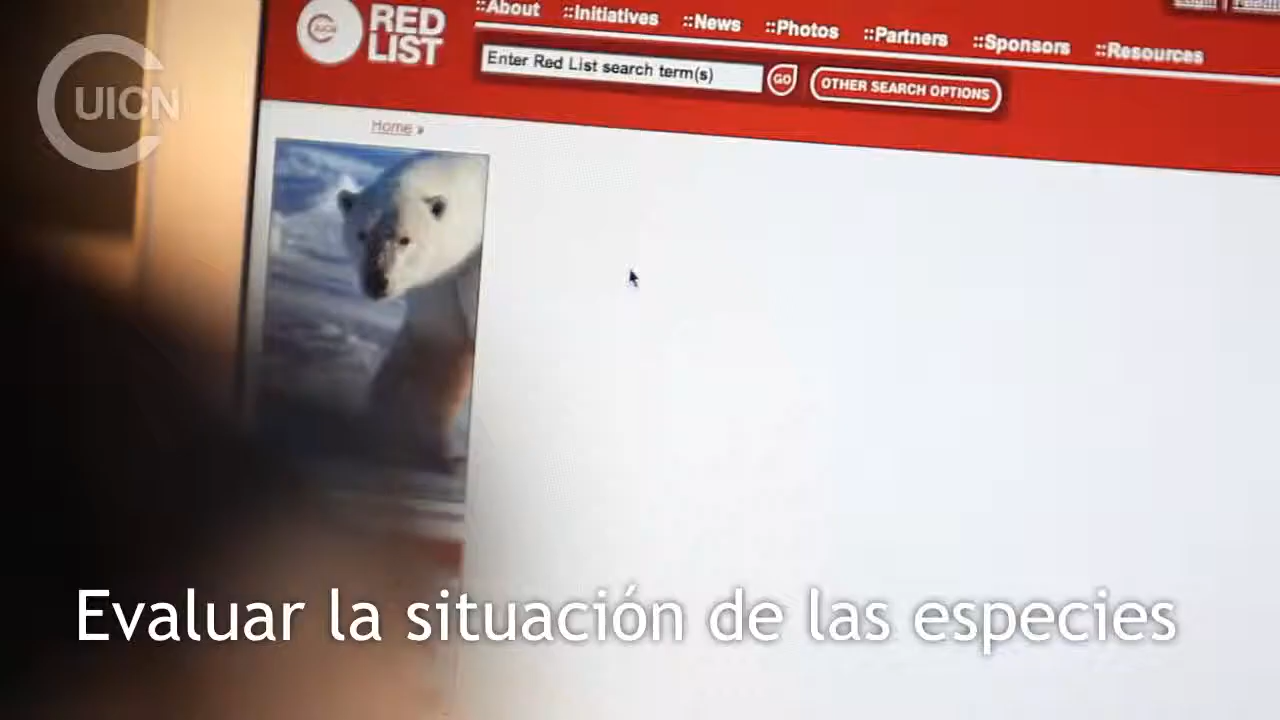 UICN
RED
LIST
::About ::Initiatives ::News ::Photos ::Partners ::Sponsors ::Resources
Enter Red List search term(s) GO OTHER SEARCH OPTIONS
Home »
Evaluar la situación de las especies